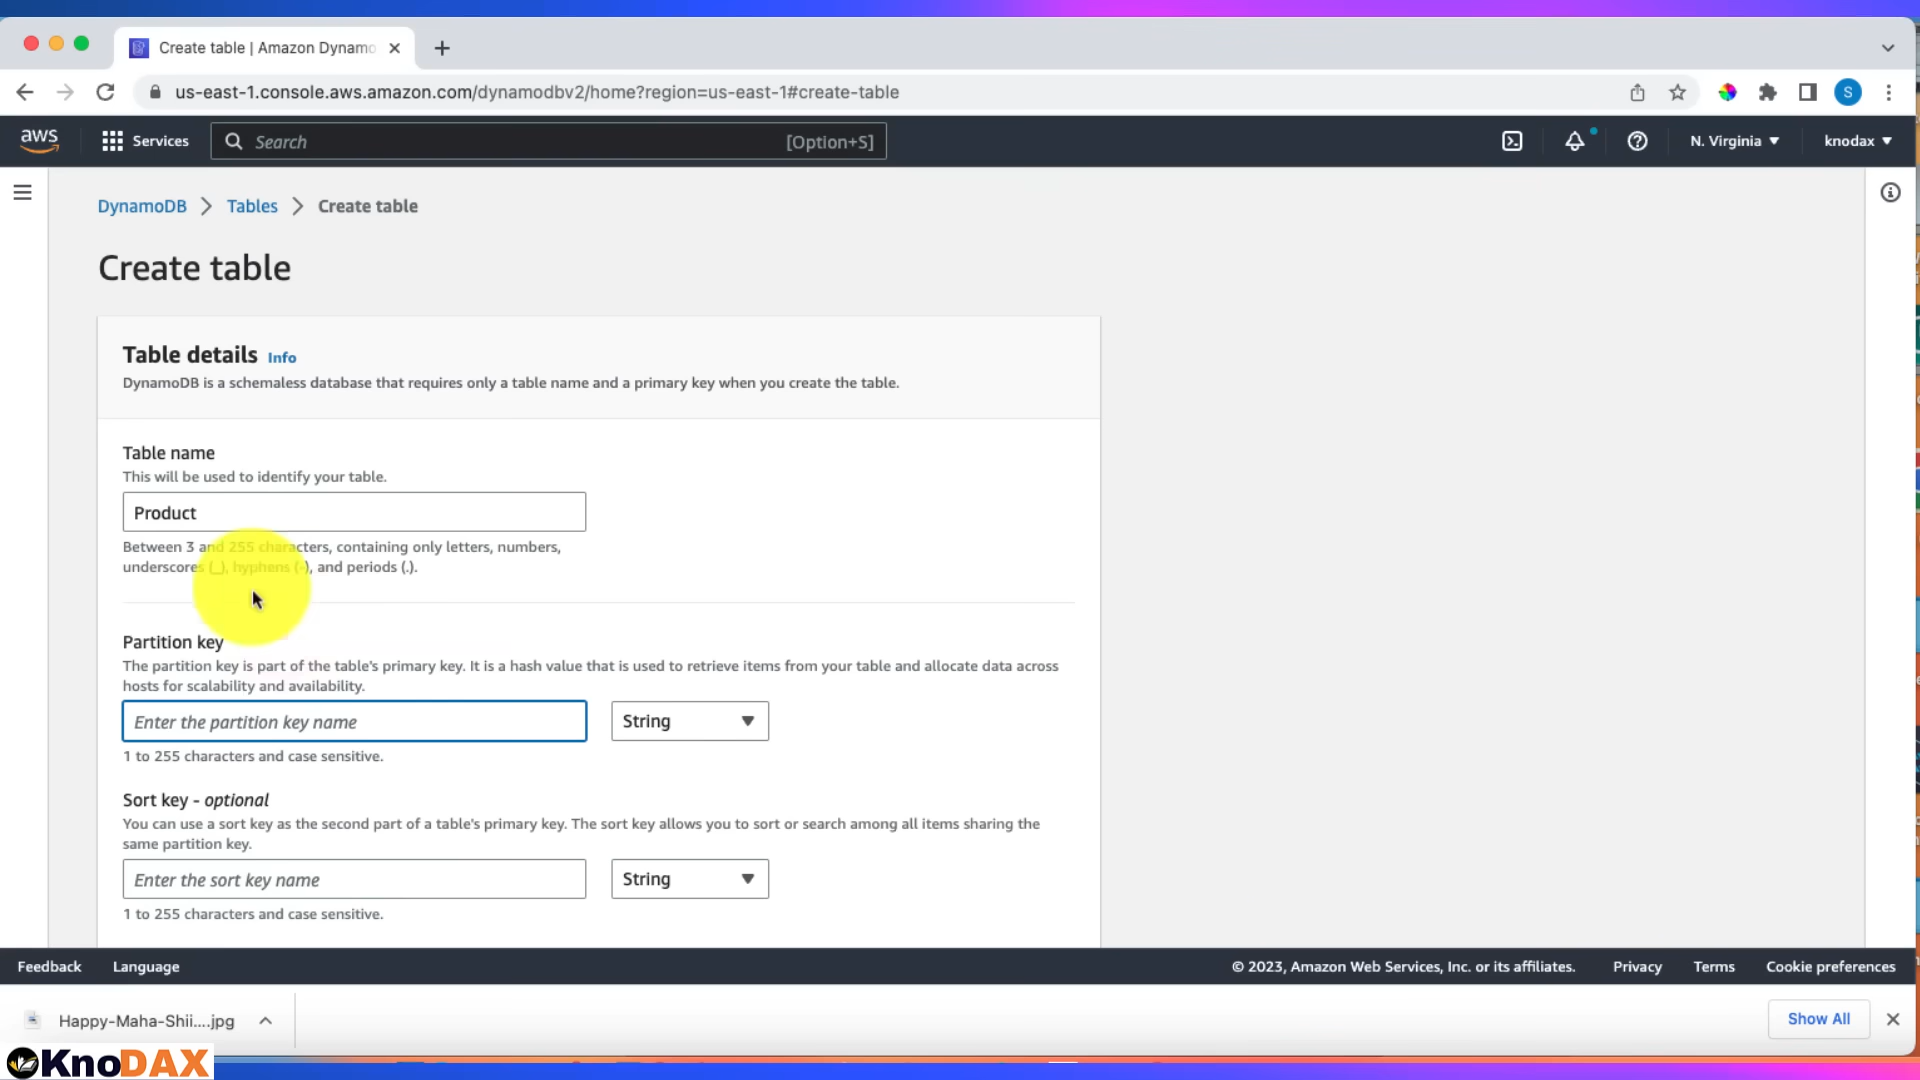 Create table | Amazon Dynamo
us-east-1.console.aws.amazon.com/dynamodbv2/home?region=us-east-1#create-table
S
aws
Services
Search
[Option+S]
N. Virginia
knodax
DynamoDB
Tables
Create table
Create table
Table details Info
DynamoDB is a schemaless database that requires only a table name and a primary key when you create the table.
Table name
This will be used to identify your table.
Product
Between 3 and 255 characters, containing only letters, numbers,
underscores (_), hyphens (-), and periods (.).
Partition key
The partition key is part of the table's primary key. It is a hash value that is used to retrieve items from your table and allocate data across
hosts for scalability and availability.
Enter the partition key name
String
1 to 255 characters and case sensitive.
Sort key - optional
You can use a sort key as the second part of a table's primary key. The sort key allows you to sort or search among all items sharing the
same partition key.
Enter the sort key name
String
1 to 255 characters and case sensitive.
Feedback
Language
© 2023, Amazon Web Services, Inc. or its affiliates.
Privacy
Terms
Cookie preferences
Happy-Maha-Shii....jpg
Show All
KnoDAX